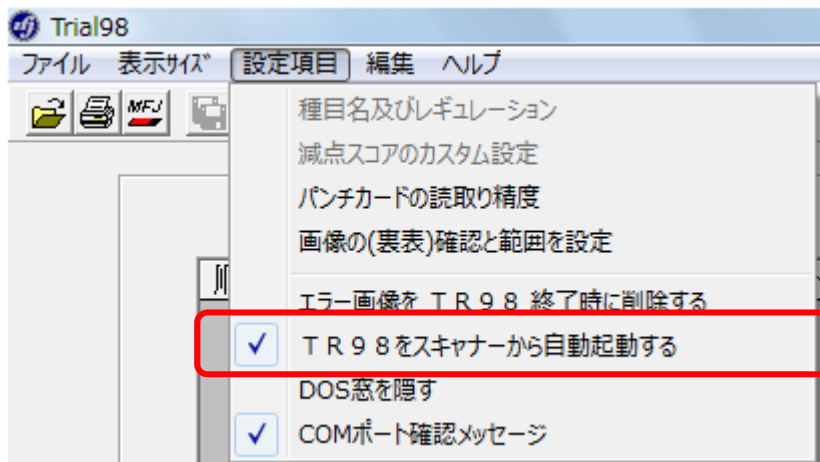 Trial98
ファイル 表示ｻｲｽﾞ 設定項目 編集 ヘルプ
MFJ
種目名及びレギュレーション
減点スコアのカスタム設定
パンチカードの読取り精度
画像の(裏表)確認と範囲を設定
順
エラー画像を ＴＲ９８ 終了時に削除する
ＴＲ９８をスキャナーから自動起動する
DOS窓を隠す
COMポート確認メッセージ